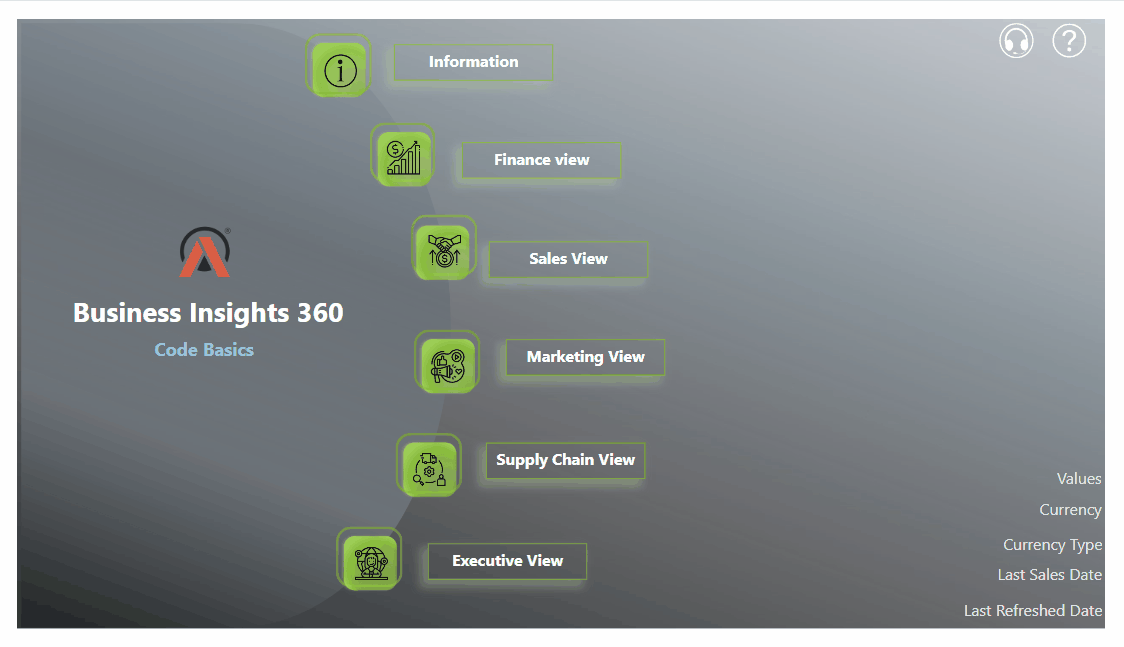 Information
Finance view
Sales View
®
Business Insights 360
Code Basics
Marketing View
Supply Chain View
Executive View
?
Values
Currency
Currency Type
Last Sales Date
Last Refreshed Date